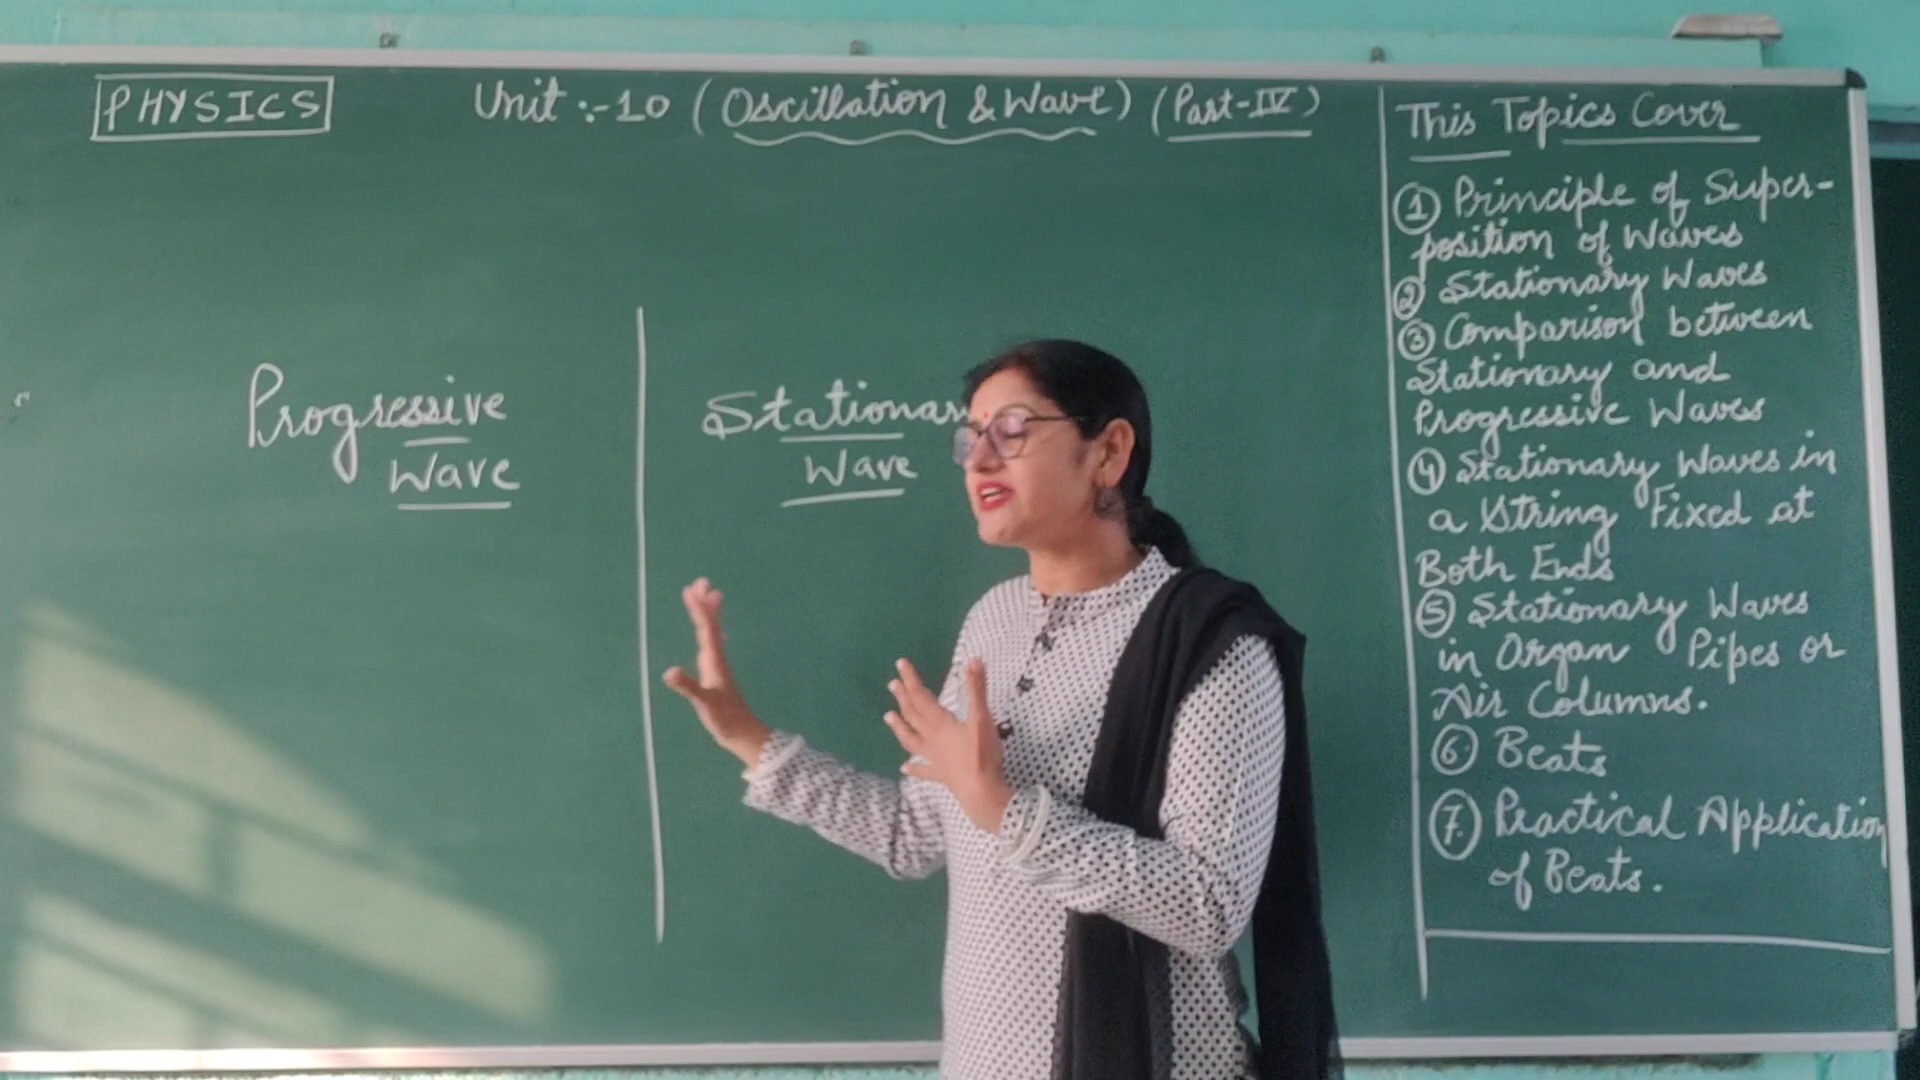 PHYSICS
Unit :- 10 (Oscillation & Wave) (Part-IV)
Progressive
Wave
Stationar
Wave
This Topics Cover
① Principle of Super-
position of Waves
② Stationary Waves
③ Comparison between
Stationary and
Progressive Waves
④ Stationary Waves in
a String Fixed at
Both Ends
⑤ Stationary Waves
in Organ Pipes or
Air Columns.
⑥ Beats
⑦ Practical Application
of Beats.